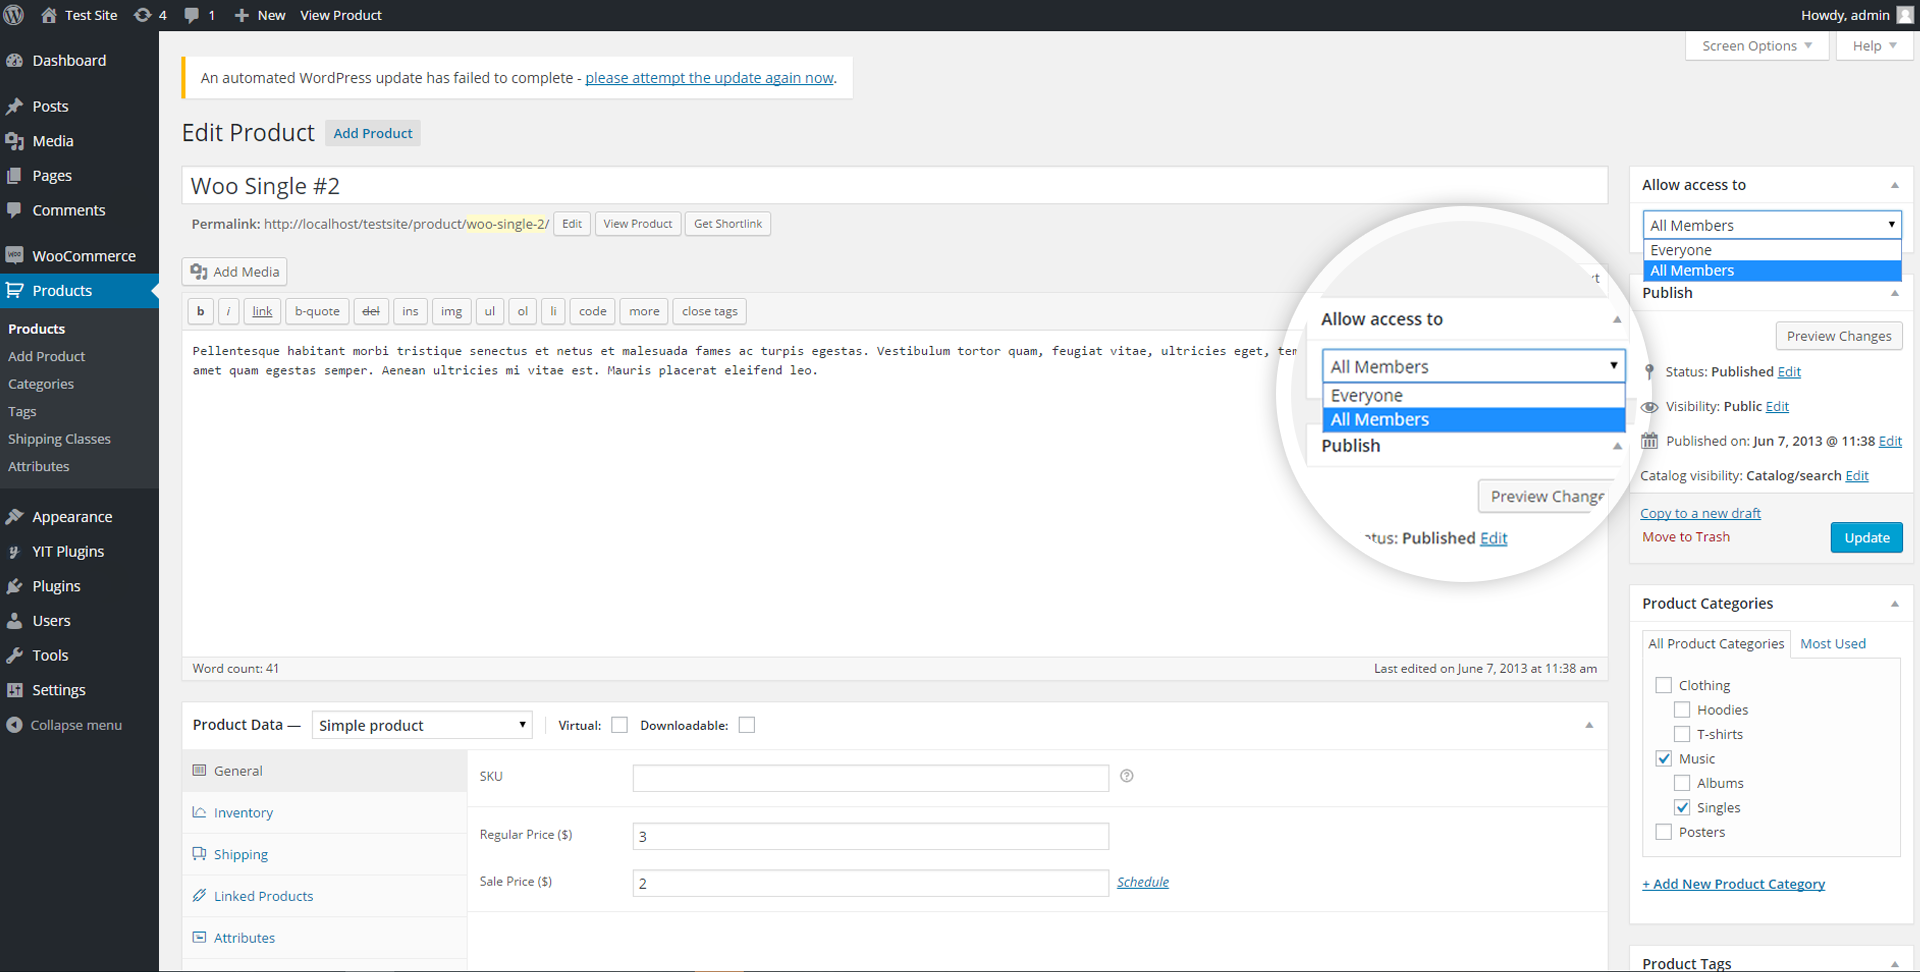 Test Site 4 1 New View Product Howdy, admin
Screen Options Help
Dashboard
Posts
Media
Pages
Comments
WooCommerce
Products
Products
Add Product
Categories
Tags
Shipping Classes
Attributes
Appearance
YIT Plugins
Plugins
Users
Tools
Settings
Collapse menu
An automated WordPress update has failed to complete - please attempt the update again now.
Edit Product Add Product
Woo Single #2
Permalink: http://localhost/testsite/product/woo-single-2/ Edit View Product Get Shortlink
Add Media
b i link b-quote del ins img ul ol li code more close tags
Pellentesque habitant morbi tristique senectus et netus et malesuada fames ac turpis egestas. Vestibulum tortor quam, feugiat vitae, ultricies eget, tem
amet quam egestas semper. Aenean ultricies mi vitae est. Mauris placerat eleifend leo.
Word count: 41 Last edited on June 7, 2013 at 11:38 am
Allow access to
All Members
Everyone
All Members
Publish
Preview Change
tus: Published Edit
Product Data — Simple product Virtual: Downloadable:
General
Inventory
Shipping
Linked Products
Attributes
SKU
Regular Price ($) 3
Sale Price ($) 2 Schedule
Allow access to
All Members
Everyone
All Members
Publish
Preview Changes
Status: Published Edit
Visibility: Public Edit
Published on: Jun 7, 2013 @ 11:38 Edit
Catalog visibility: Catalog/search Edit
Copy to a new draft
Move to Trash Update
Product Categories
All Product Categories Most Used
Clothing
Hoodies
T-shirts
Music
Albums
Singles
Posters
+ Add New Product Category
Product Tags